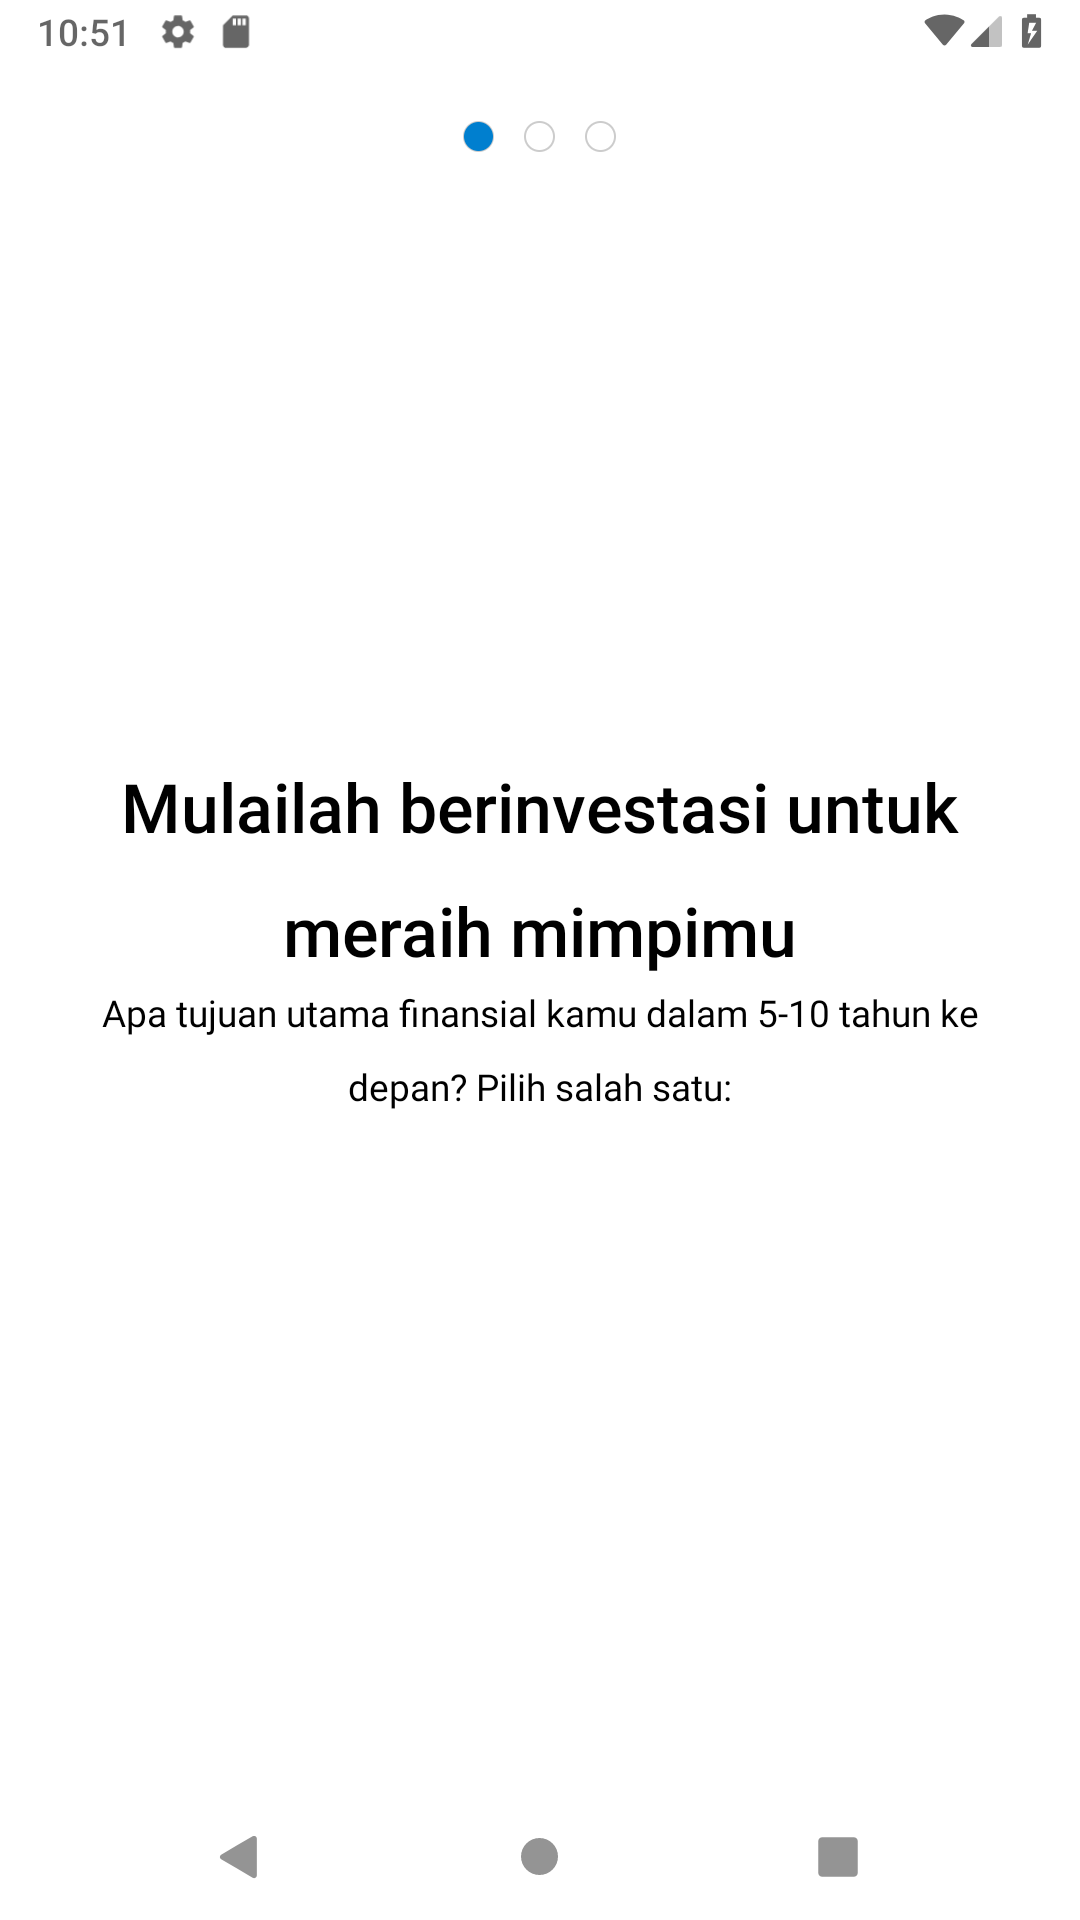 10:51
Mulailah berinvestasi untuk
meraih mimpimu
Apa tujuan utama finansial kamu dalam 5-10 tahun ke
depan? Pilih salah satu: